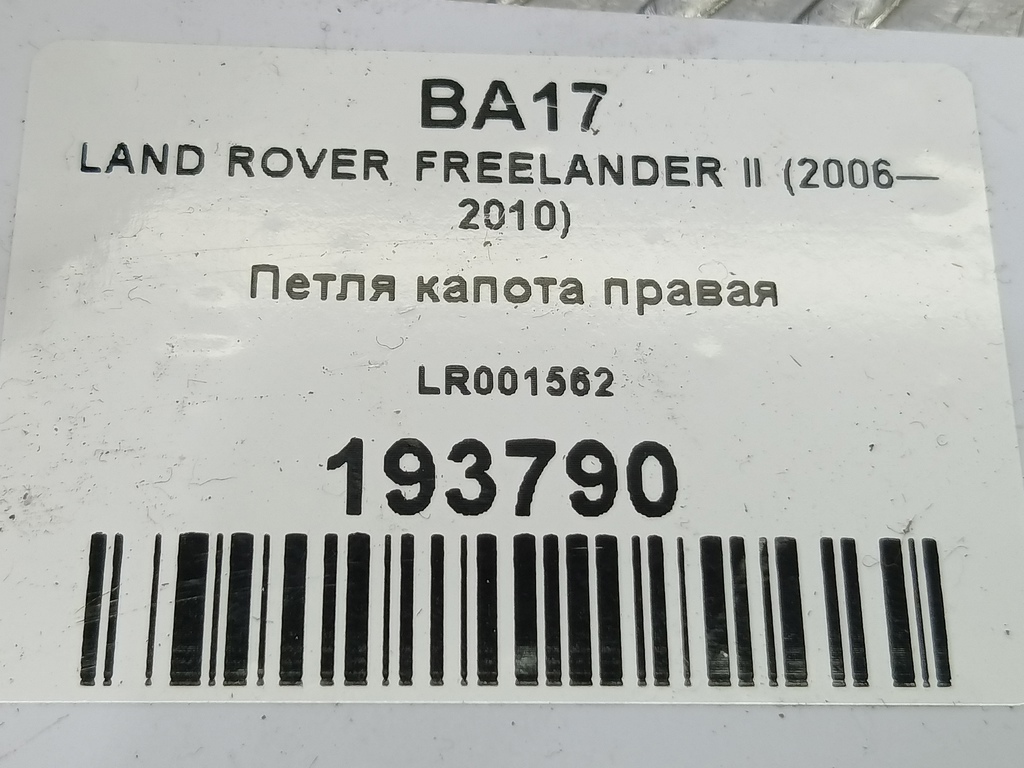 BA17
LAND ROVER FREELANDER II (2006—
2010)
Петля капота правая
LR001562
193790